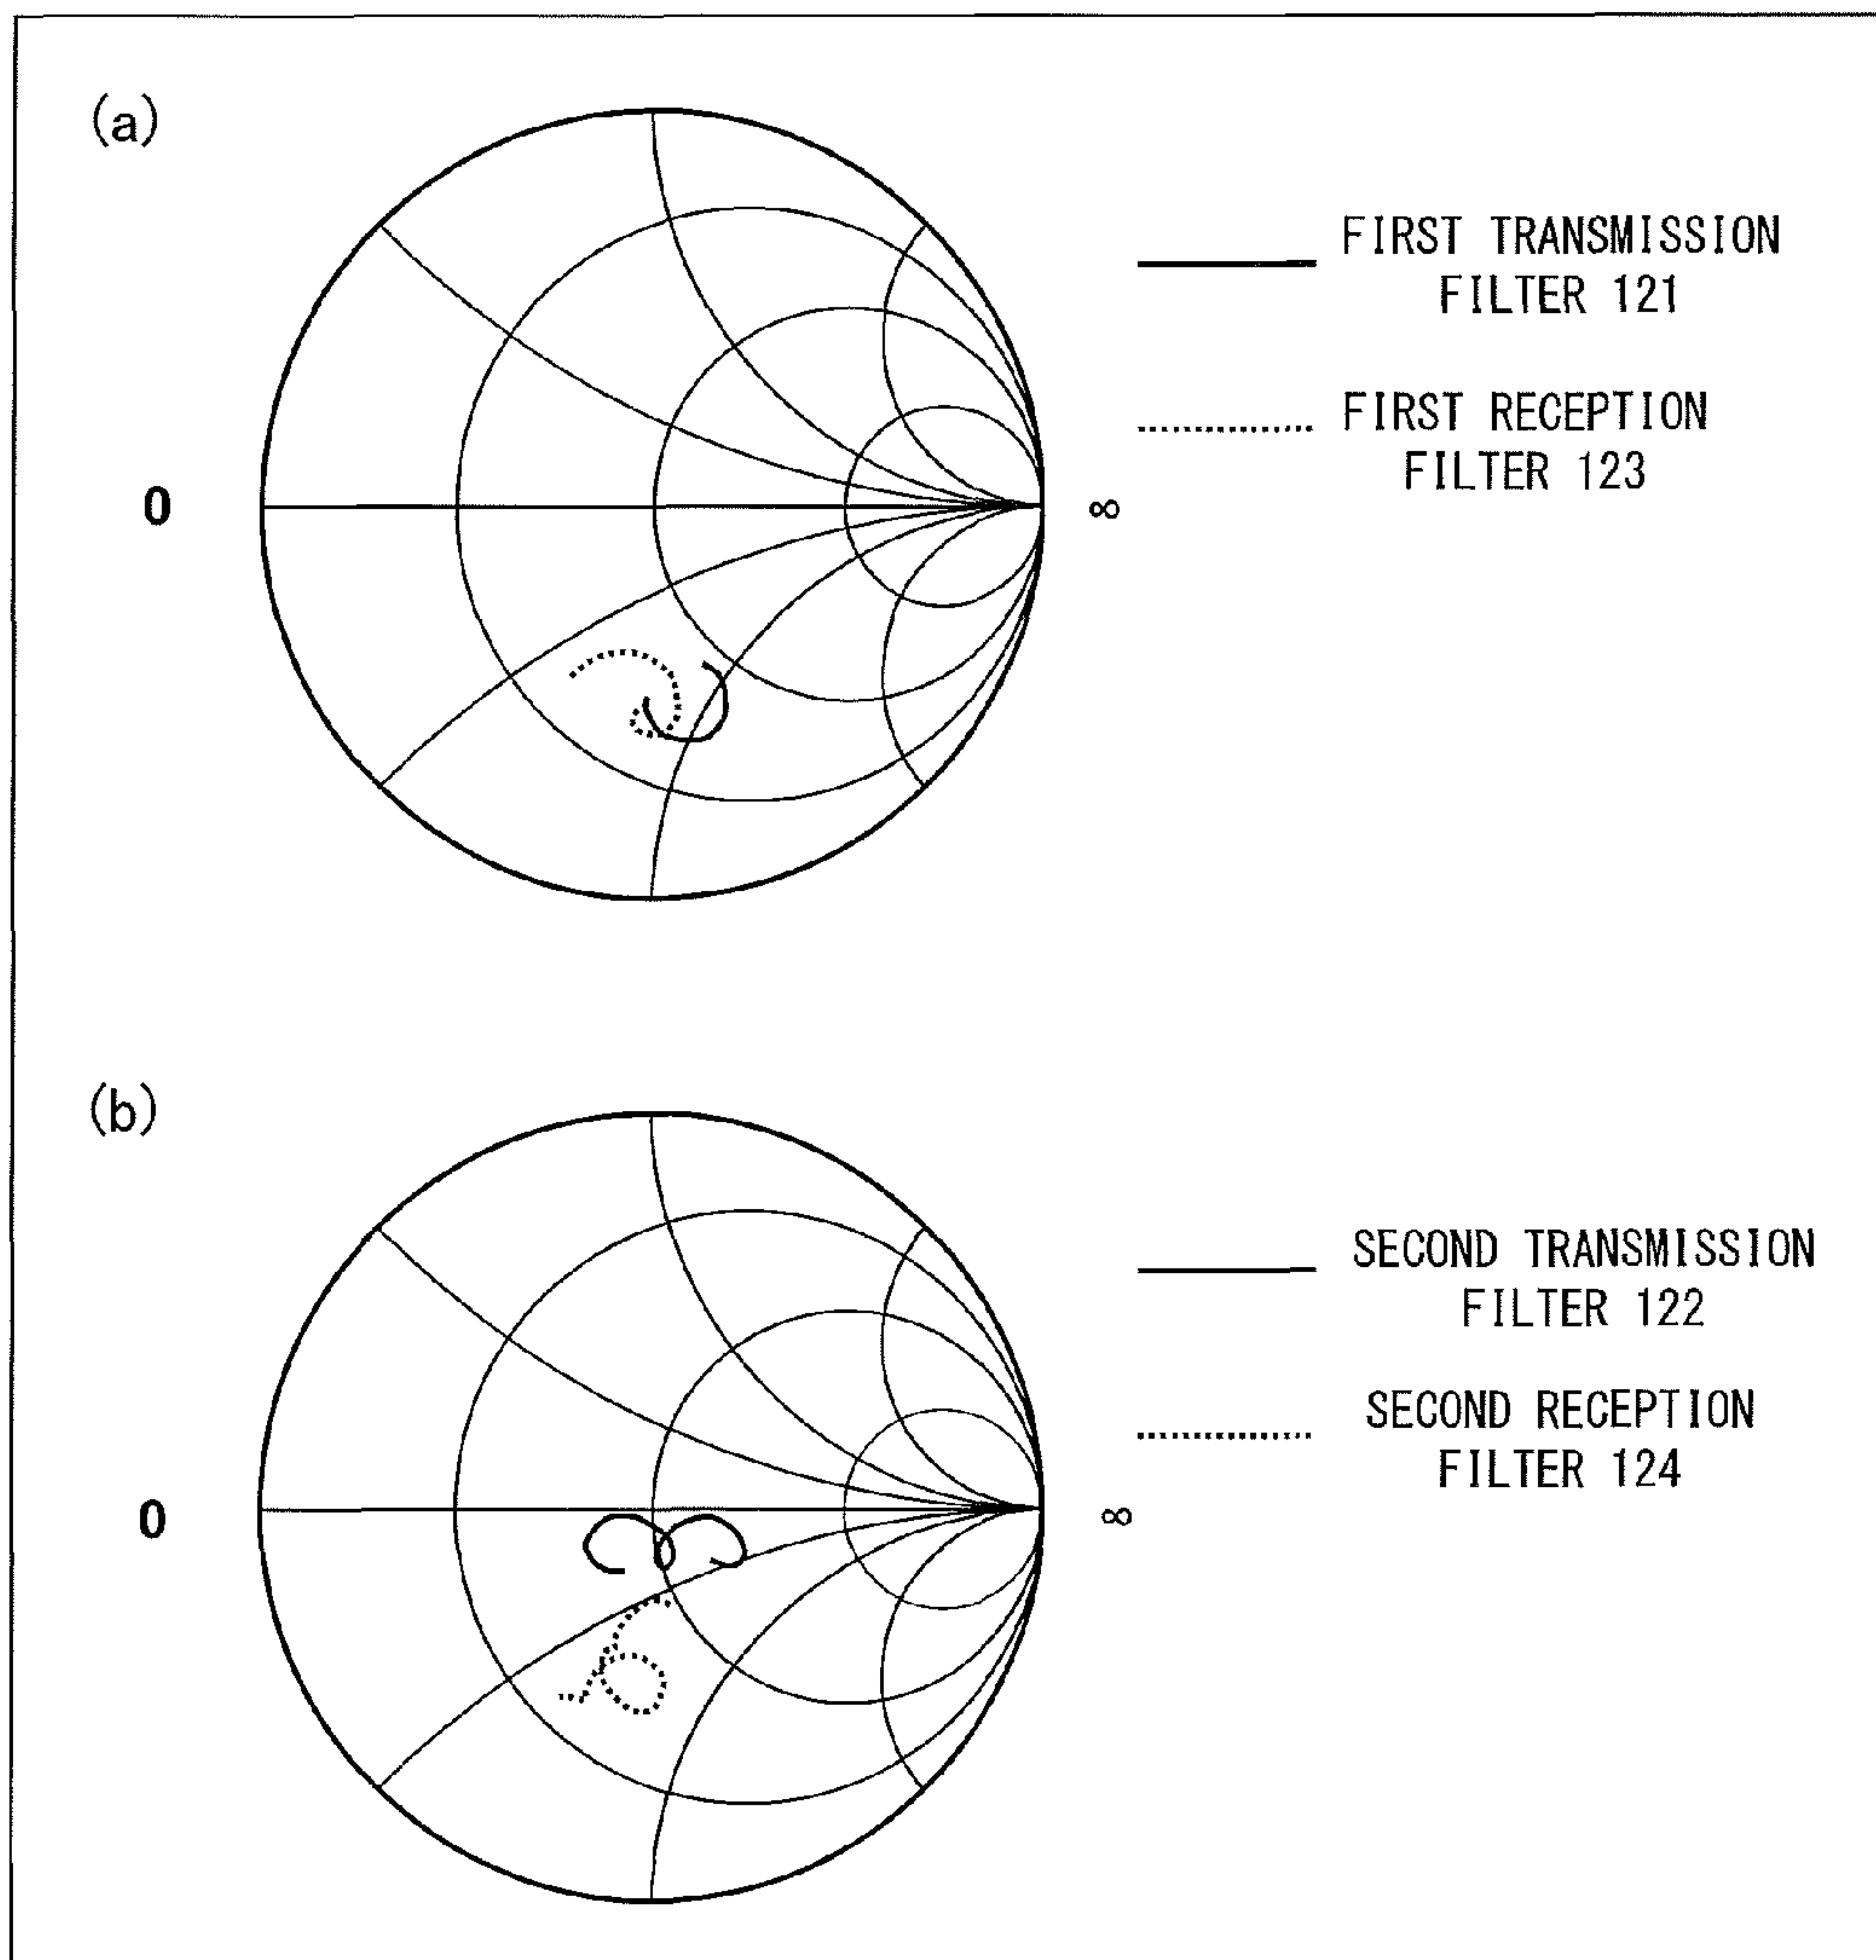 (a)
FIRST TRANSMISSION
FILTER 121
FIRST RECEPTION
FILTER 123
0
∞
(b)
SECOND TRANSMISSION
FILTER 122
SECOND RECEPTION
FILTER 124
0
∞